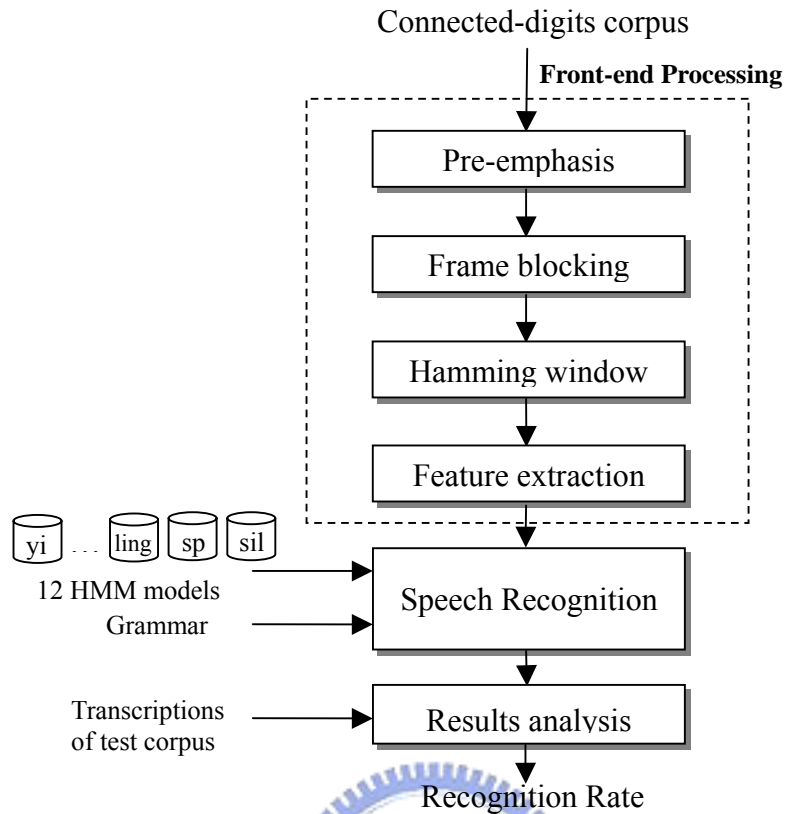 Connected-digits corpus
Front-end Processing
Pre-emphasis
Frame blocking
Hamming window
Feature extraction
yi ... ling sp sil
12 HMM models
Grammar
Speech Recognition
Transcriptions
of test corpus
Results analysis
Recognition Rate